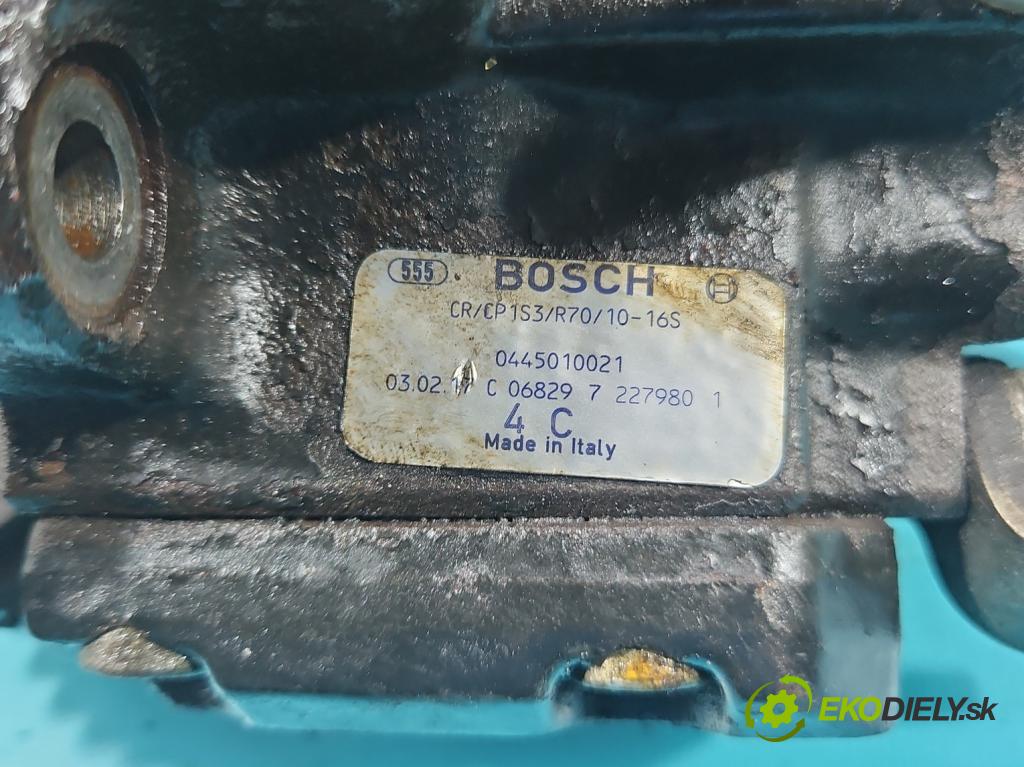 555 BOSCH
CR/CP1S3/R70/10-16S
0445010021
03.02.17 C 06829 7 227980 1
4 C
Made in Italy
EKODIELY.sk